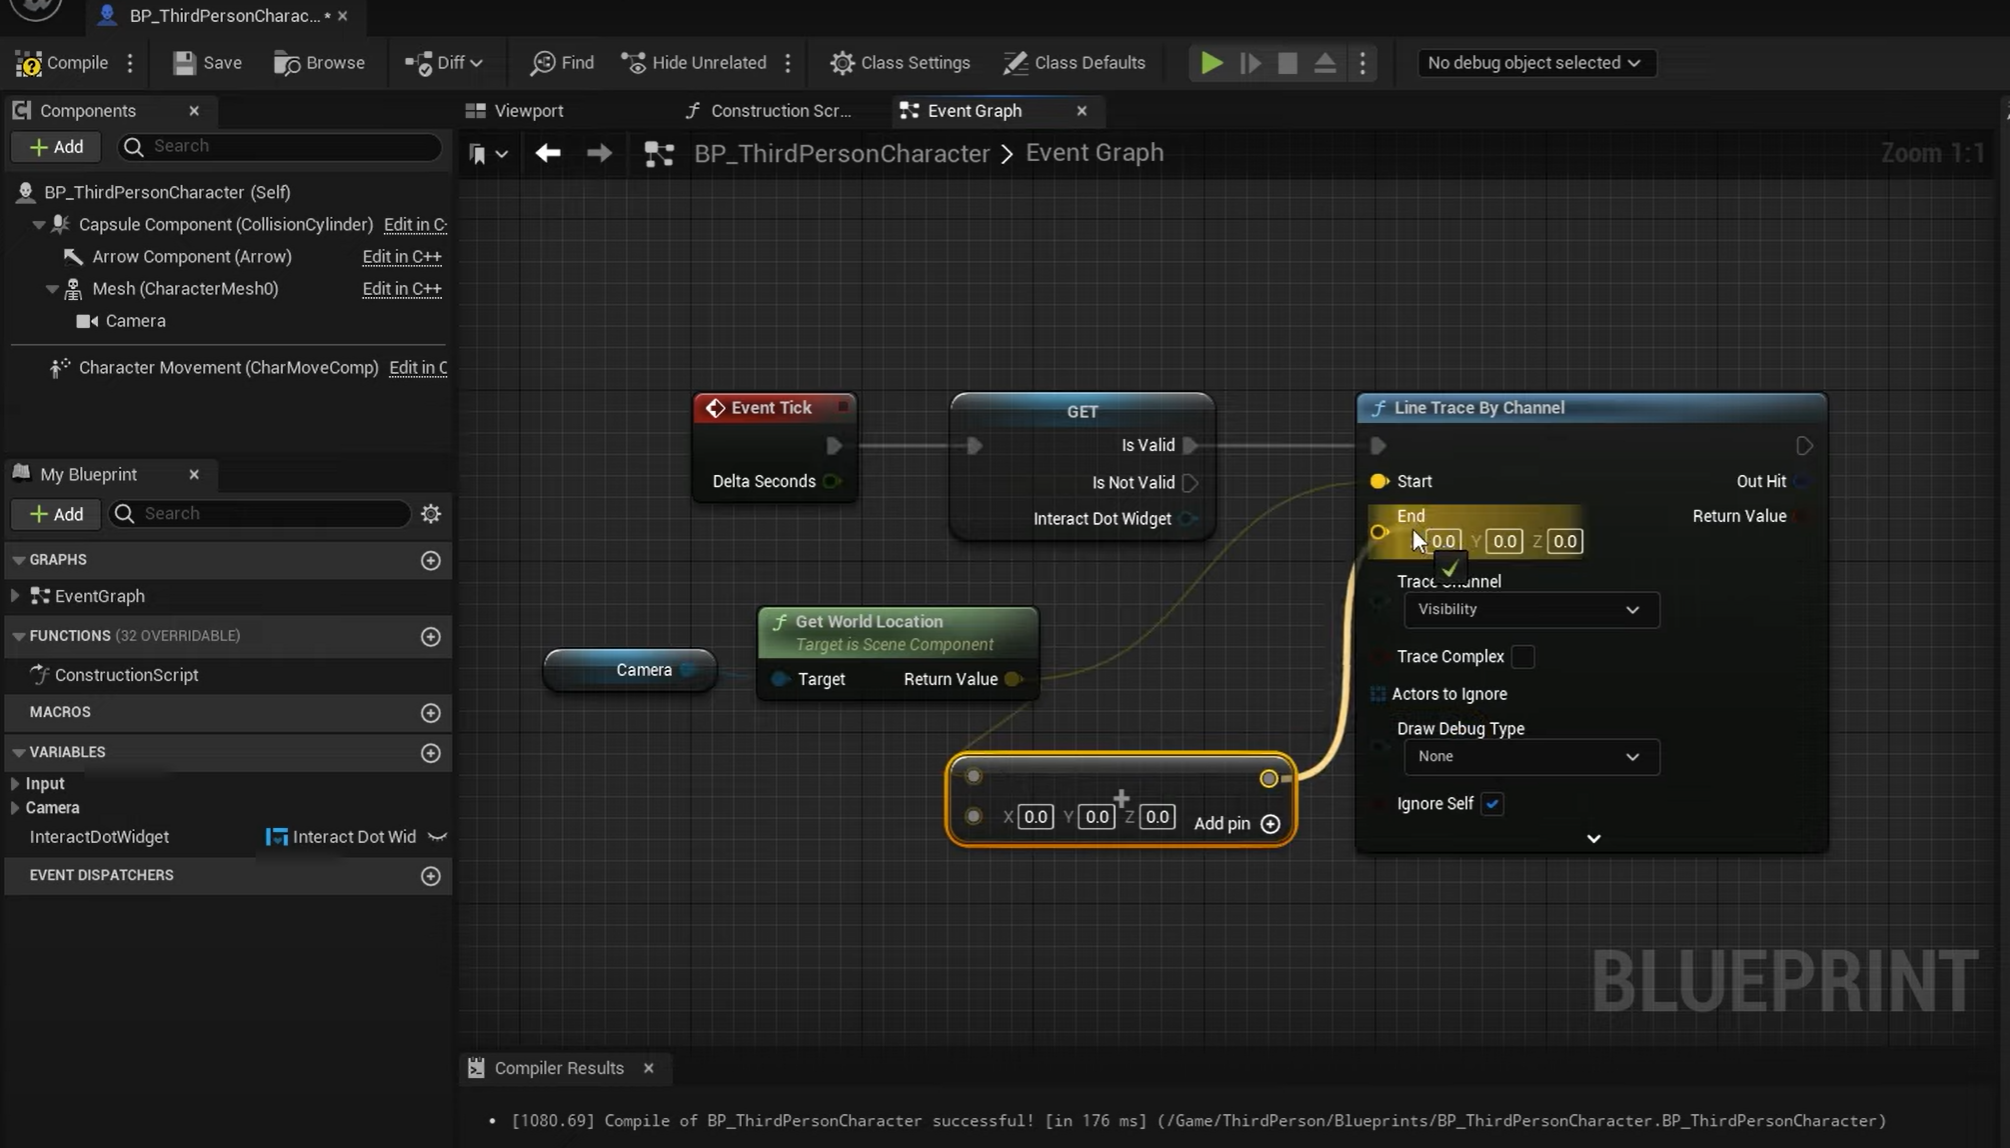 BP_ThirdPersonCharac... •
Compile
Save
Browse
Diff
Find
Hide Unrelated
Class Settings
Class Defaults
No debug object selected
Components
Viewport
Construction Scr...
Event Graph
Add
Search
BP_ThirdPersonCharacter > Event Graph
Zoom 1:1
BP_ThirdPersonCharacter (Self)
Capsule Component (CollisionCylinder) Edit in C
Arrow Component (Arrow) Edit in C++
Mesh (CharacterMesh0) Edit in C++
Camera
Character Movement (CharMoveComp) Edit in C
My Blueprint
Add
Search
GRAPHS
EventGraph
FUNCTIONS (32 OVERRIDABLE)
ConstructionScript
MACROS
VARIABLES
Input
Camera
InteractDotWidget Interact Dot Wid
EVENT DISPATCHERS
Event Tick
Delta Seconds
GET
Is Valid
Is Not Valid
Interact Dot Widget
Camera
Get World Location
Target is Scene Component
Target Return Value
X 0.0 Y 0.0 Z 0.0 Add pin
Line Trace By Channel
Start Out Hit
End Return Value
0.0 Y 0.0 Z 0.0
Trace Channel
Visibility
Trace Complex
Actors to Ignore
Draw Debug Type
None
Ignore Self
BLUEPRINT
Compiler Results
• [1080.69] Compile of BP_ThirdPersonCharacter successful! [in 176 ms] (/Game/ThirdPerson/Blueprints/BP_ThirdPersonCharacter.BP_ThirdPersonCharacter)